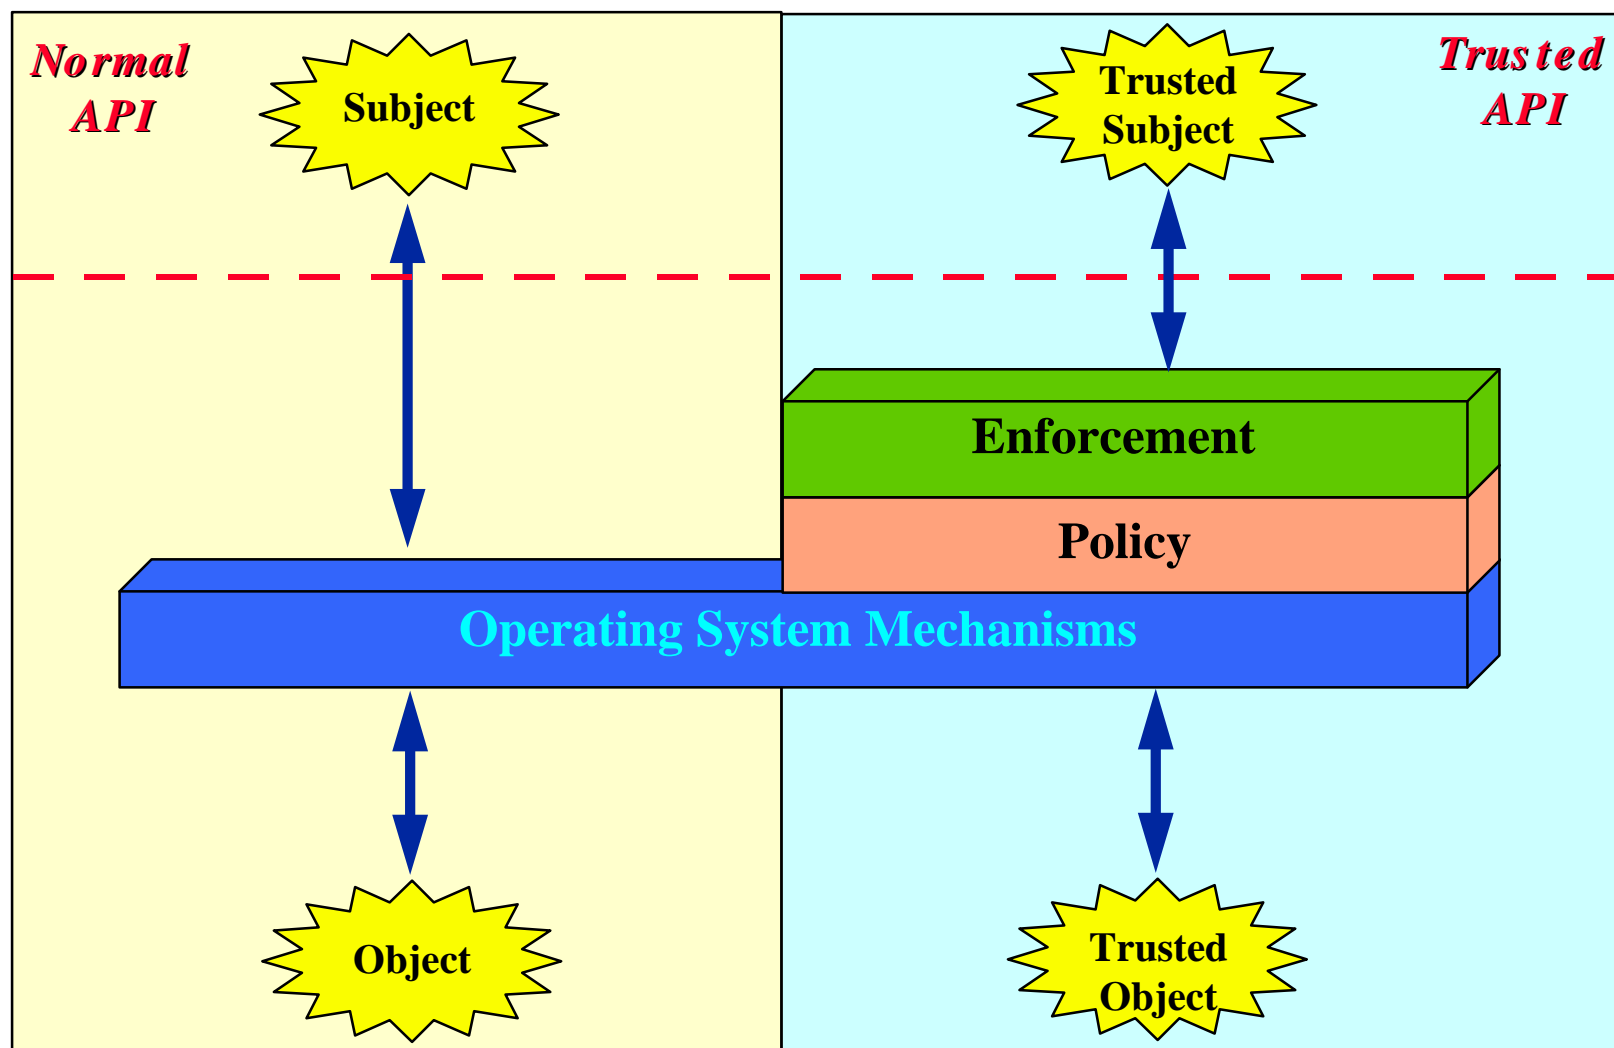 Normal
API
Subject
Trusted
Subject
Trusted
API
Enforcement
Policy
Operating System Mechanisms
Object
Trusted
Object